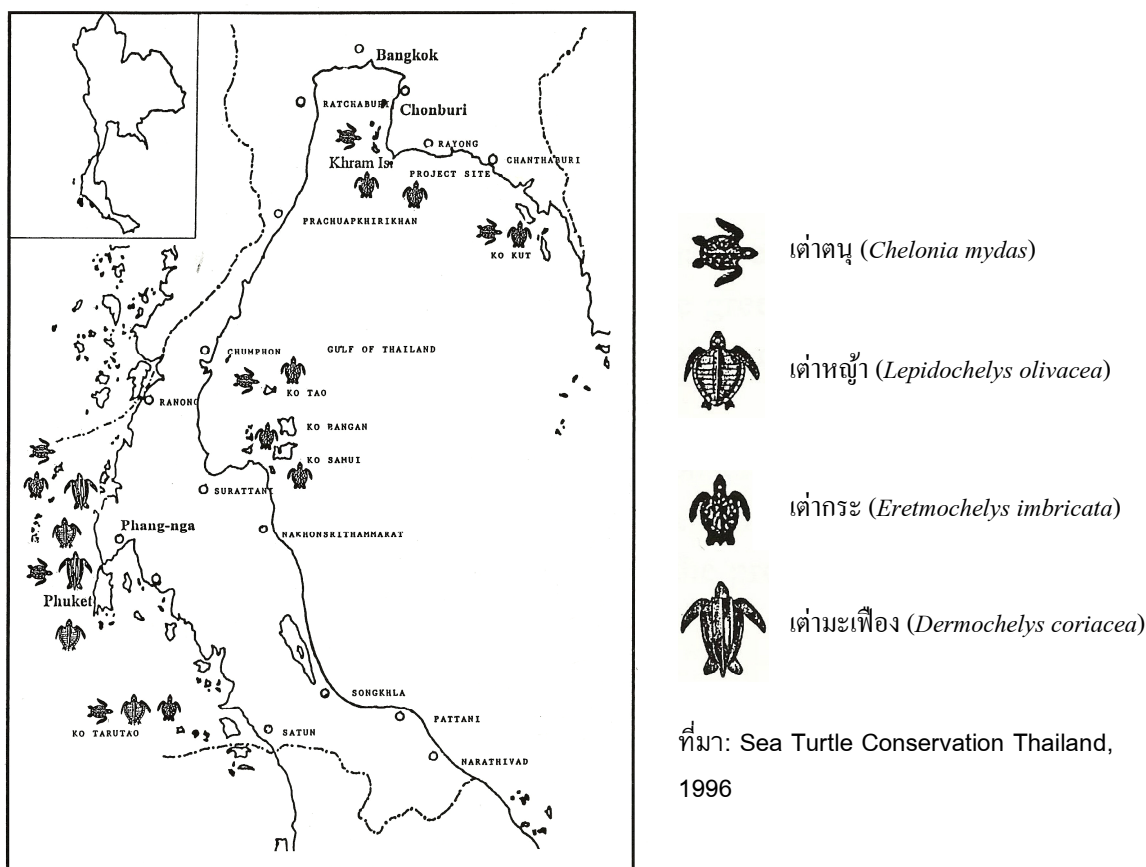 Bangkok
RATCHABURI
Chonburi
RAYONG
CHANTHABURI
Khram Is.
PROJECT SITE
PRACHUAPKHIRIKHAN
KO KUT
CHUMPHON
GULF OF THAILAND
KO TAO
RANONG
KO PANGAN
KO SAMUI
SURATTANI
Phang-nga
NAKHONSRITHAMMARAT
Phuket
SONGKHLA
PATTANI
KO TARUTAO
SATUN
NARATHIVAD
เต่าตนุ (Chelonia mydas)
เต่าหญ้า (Lepidochelys olivacea)
เต่ากระ (Eretmochelys imbricata)
เต่ามะเฟือง (Dermochelys coriacea)
ที่มา: Sea Turtle Conservation Thailand,
1996